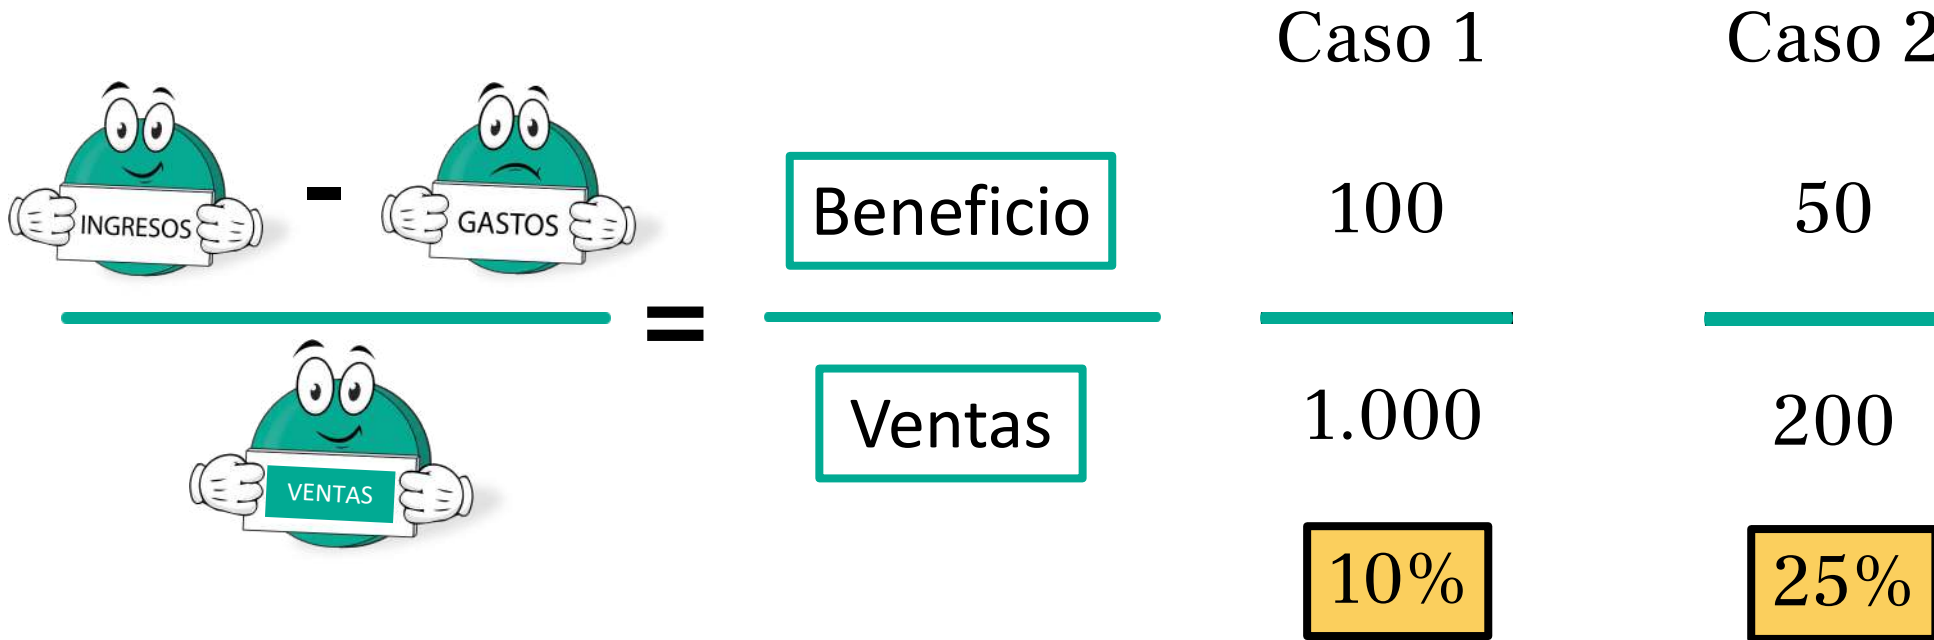 Caso 1
Caso 2
INGRESOS
-
GASTOS
=
Beneficio
100
50
VENTAS
Ventas
1.000
200
10%
25%